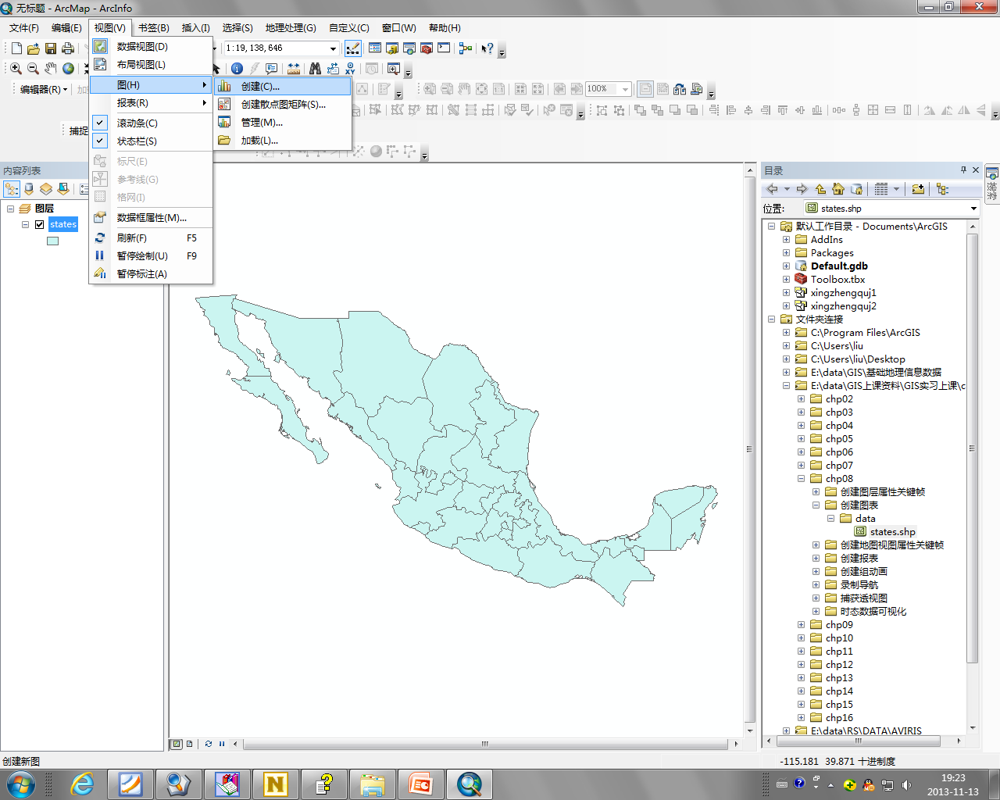 无标题 - ArcMap - ArcInfo
文件(F) 编辑(E) 视图(V) 书签(B) 插入(I) 选择(S) 地理处理(G) 自定义(C) 窗口(W) 帮助(H)
1:19,138,646
编辑器(R)
100%
捕捉
数据视图(D)
布局视图(L)
图(H)
报表(R)
滚动条(C)
状态栏(S)
标尺(E)
参考线(G)
格网(I)
数据框属性(M)...
刷新(F) F5
暂停绘制(U) F9
暂停标注(A)
创建(C)...
创建散点图矩阵(S)...
管理(M)...
加载(L)...
内容列表
图层
states
目录
位置: states.shp
默认工作目录 - Documents\ArcGIS
AddIns
Packages
Default.gdb
Toolbox.tbx
xingzhengquj1
xingzhengquj2
文件夹连接
C:\Program Files\ArcGIS
C:\Users\liu
C:\Users\liu\Desktop
E:\data\GIS\基础地理信息数据
E:\data\GIS上课资料\GIS实习上课\c
chp02
chp03
chp04
chp05
chp06
chp07
chp08
创建图层属性关键帧
创建图表
data
states.shp
创建地图视图属性关键帧
创建报表
创建组动画
录制导航
捕获透视图
时态数据可视化
chp09
chp10
chp11
chp12
chp13
chp14
chp15
chp16
E:\data\RS\DATA\AVIRIS
搜索
创建新图
-115.181 39.871 十进制度
19:23
2013-11-13